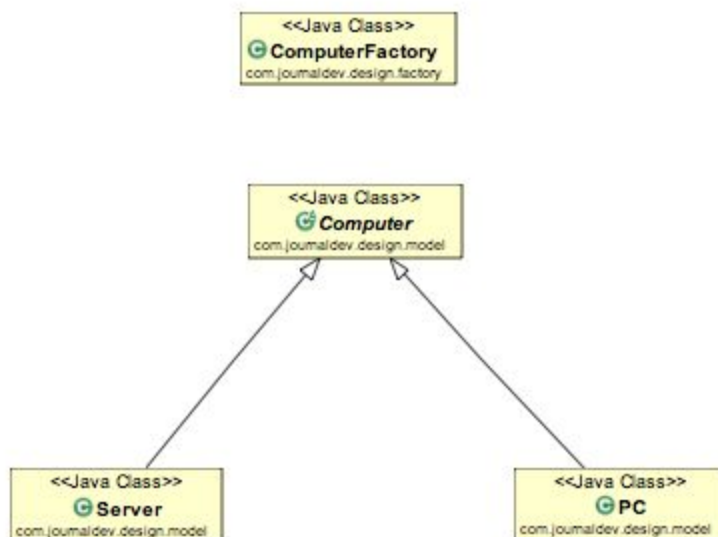 <<Java Class>>
ComputerFactory
com.journaldev.design.factory
<<Java Class>>
Computer
com.journaldev.design.model
<<Java Class>>
Server
com.journaldev.design.model
<<Java Class>>
PC
com.journaldev.design.model